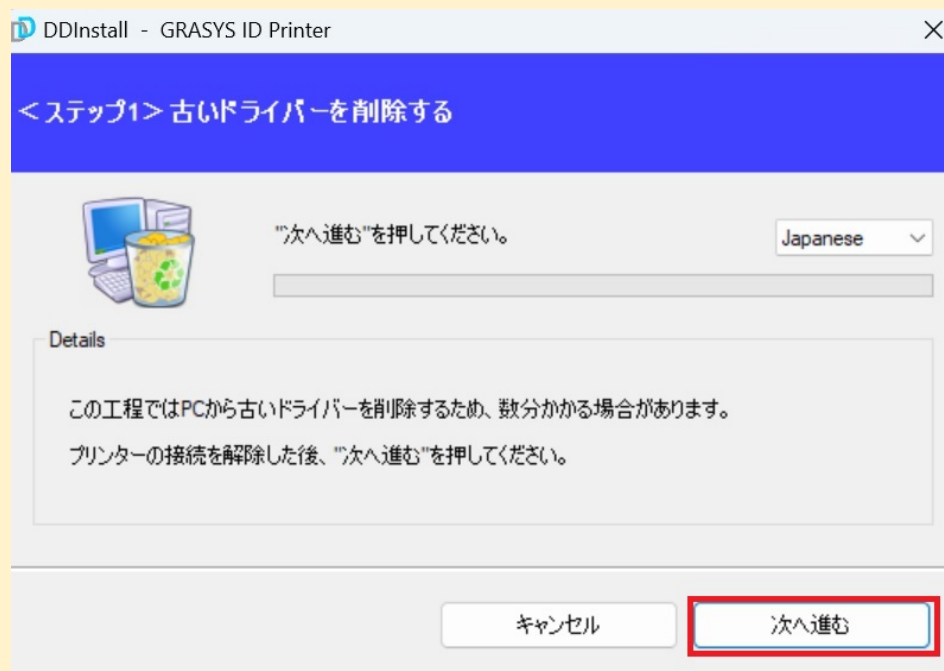 DDInstall - GRASYS ID Printer
<ステップ1>古いドライバーを削除する
"次へ進む"を押してください。
Japanese
Details
この工程ではPCから古いドライバーを削除するため、数分かかる場合があります。
プリンターの接続を解除した後、"次へ進む"を押してください。
キャンセル
次へ進む